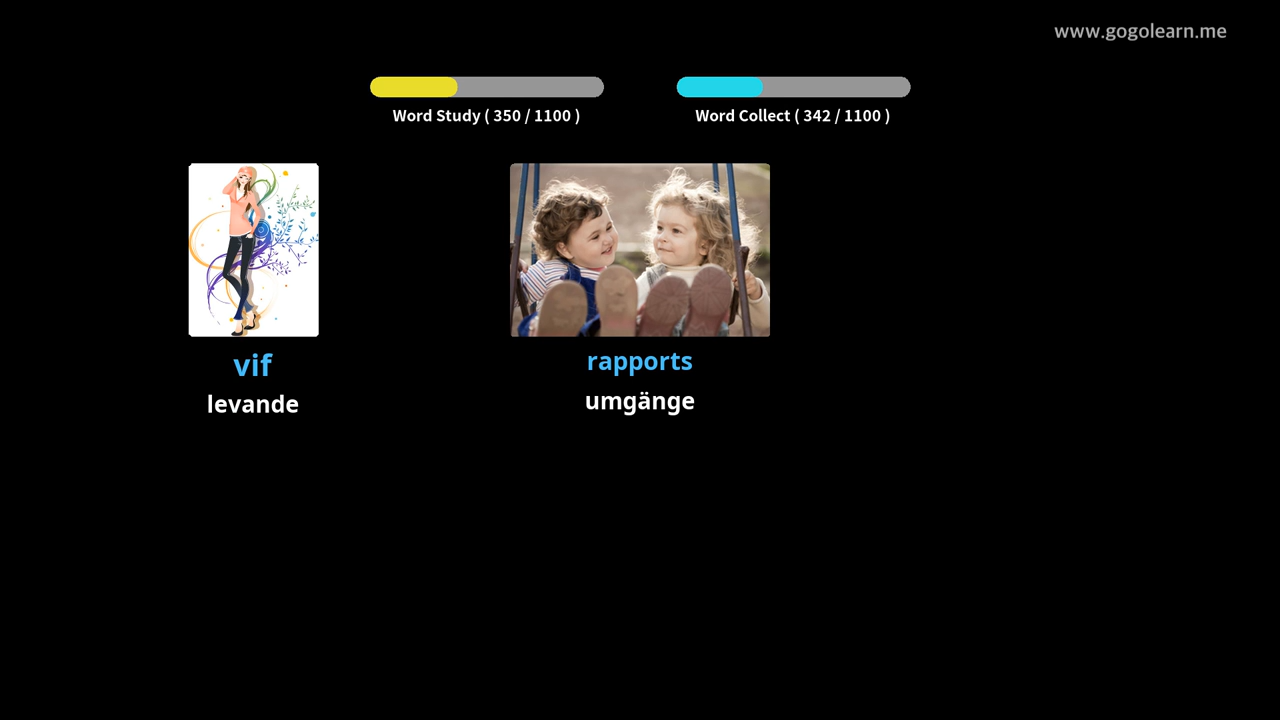 www.gogolearn.me
Word Study ( 350 / 1100 )
Word Collect ( 342 / 1100 )
vif
levande
rapports
umgänge